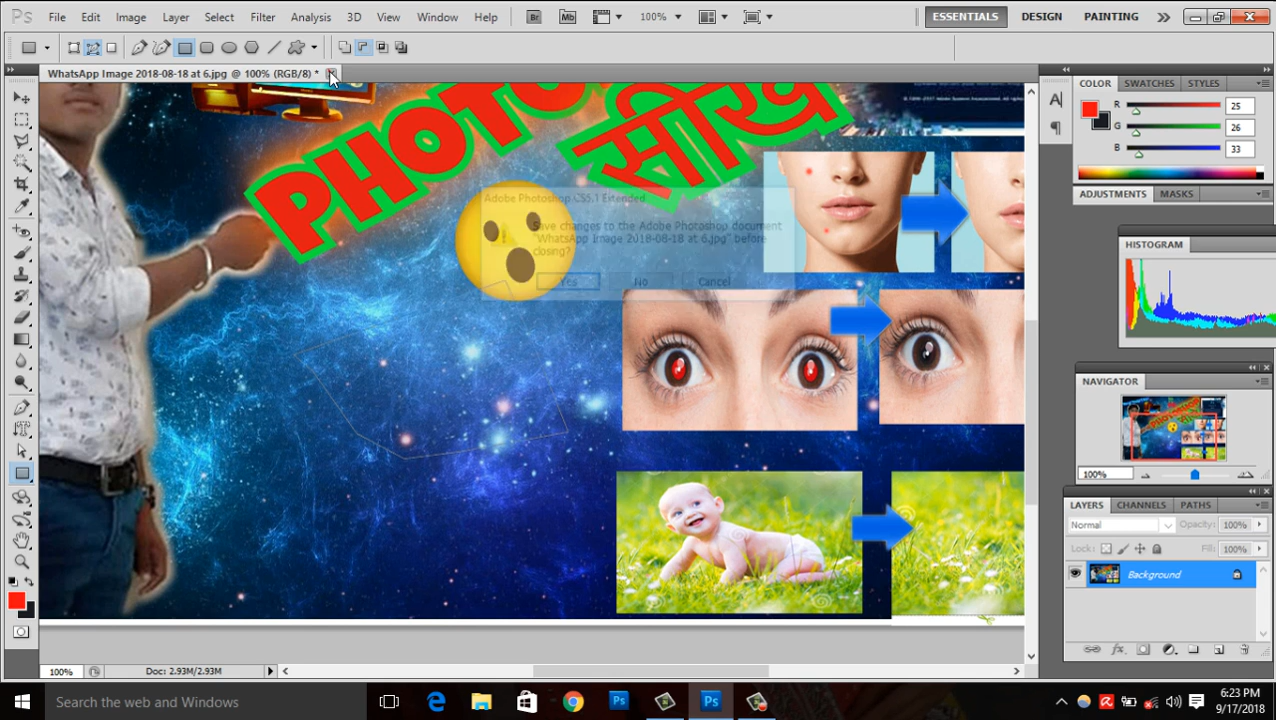 Ps File Edit Image Layer Select Filter Analysis 3D View Window Help Br Mb 100% ESSENTIALS DESIGN PAINTING
WhatsApp Image 2018-08-18 at 6.jpg @ 100% (RGB/8) *
COLOR SWATCHES STYLES
R 25
G 26
B 33
ADJUSTMENTS MASKS
HISTOGRAM
NAVIGATOR
100%
LAYERS CHANNELS PATHS
Normal Opacity: 100%
Lock: Fill: 100%
Background
सीखे
Adobe Photoshop CS5.1 Extended
Save changes to the Adobe Photoshop document
"WhatsApp Image 2018-08-18 at 6.jpg" before
closing?
Yes No Cancel
100% Doc: 2.93M/2.93M
Search the web and Windows
6:23 PM
9/17/2018